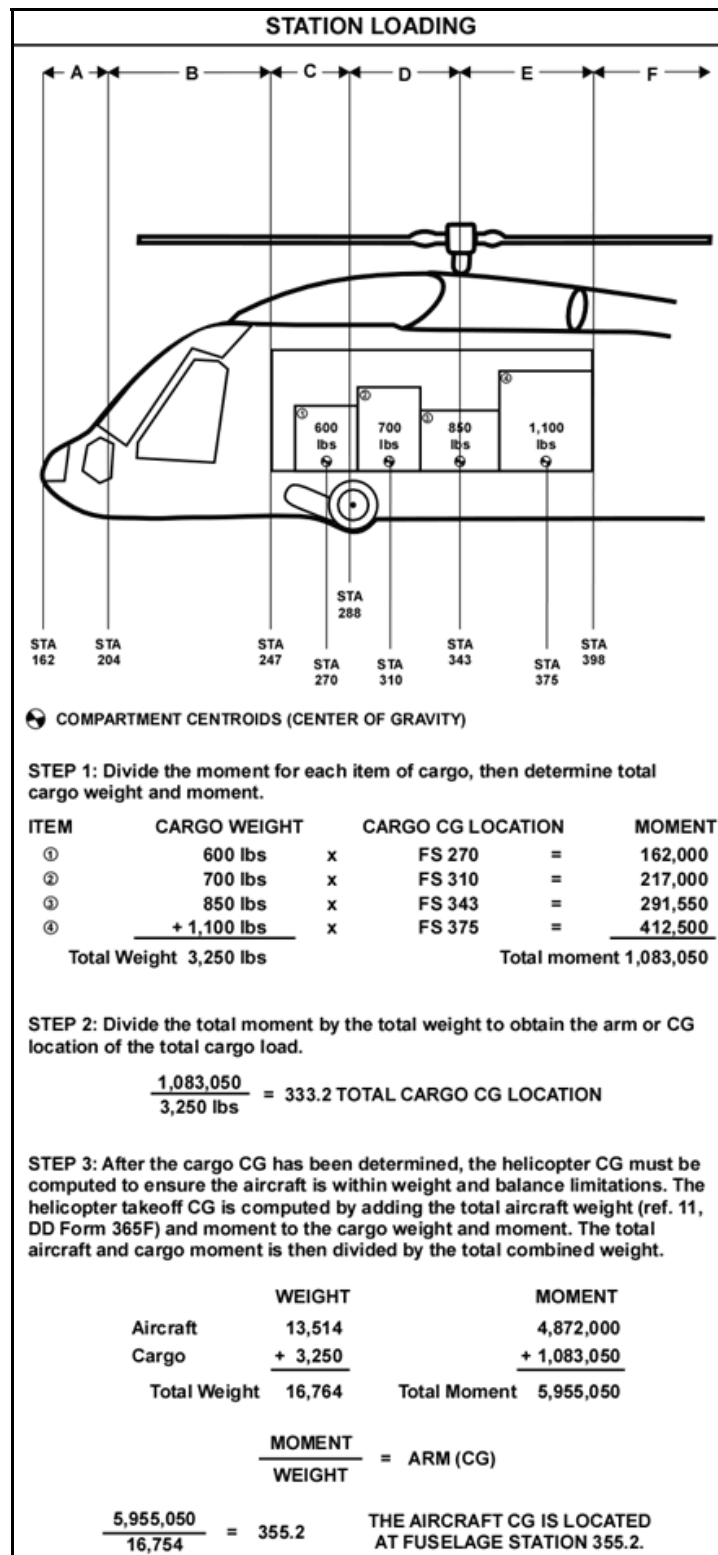 STATION LOADING
A B C D E F
① ② ③ ④
600 lbs
700 lbs
850 lbs
1,100 lbs
STA 288
STA 162
STA 204
STA 247
STA 270
STA 310
STA 343
STA 375
STA 398
COMPARTMENT CENTROIDS (CENTER OF GRAVITY)
STEP 1: Divide the moment for each item of cargo, then determine total
cargo weight and moment.
ITEM CARGO WEIGHT CARGO CG LOCATION MOMENT
① 600 lbs x FS 270 = 162,000
② 700 lbs x FS 310 = 217,000
③ 850 lbs x FS 343 = 291,550
④ + 1,100 lbs x FS 375 = 412,500
Total Weight 3,250 lbs Total moment 1,083,050
STEP 2: Divide the total moment by the total weight to obtain the arm or CG
location of the total cargo load.
1,083,050
3,250 lbs
= 333.2 TOTAL CARGO CG LOCATION
STEP 3: After the cargo CG has been determined, the helicopter CG must be
computed to ensure the aircraft is within weight and balance limitations. The
helicopter takeoff CG is computed by adding the total aircraft weight (ref. 11,
DD Form 365F) and moment to the cargo weight and moment. The total
aircraft and cargo moment is then divided by the total combined weight.
WEIGHT MOMENT
Aircraft 13,514 4,872,000
Cargo + 3,250 + 1,083,050
Total Weight 16,764 Total Moment 5,955,050
MOMENT
WEIGHT
= ARM (CG)
5,955,050
16,754
= 355.2
THE AIRCRAFT CG IS LOCATED
AT FUSELAGE STATION 355.2.